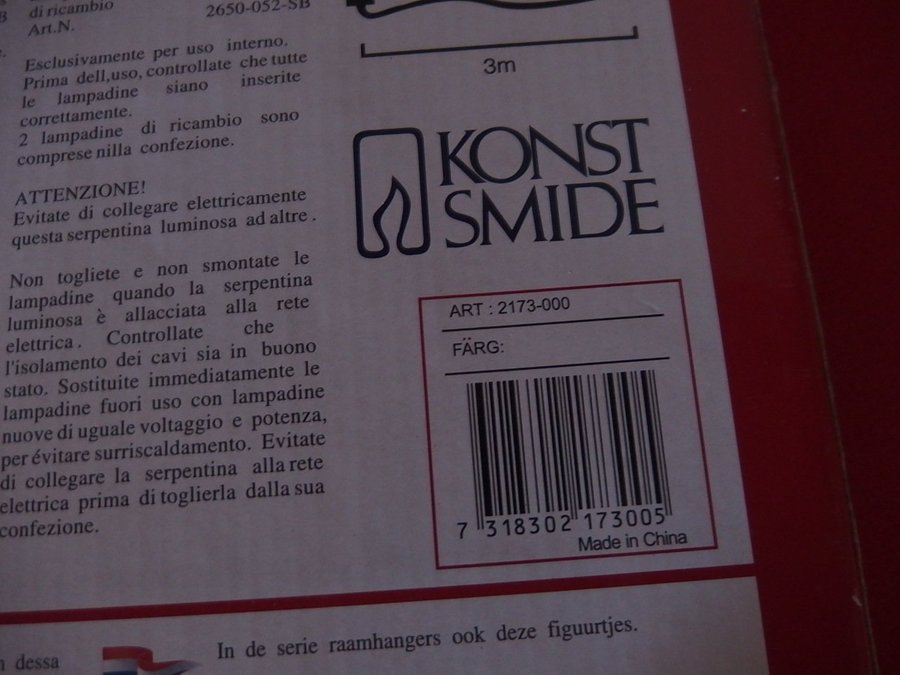 di ricambio 2650-052-SB
Art.N.
Esclusivamente per uso interno.
Prima dell,uso, controllate che tutte
le lampadine siano inserite
correttamente.
2 lampadine di ricambio sono
comprese nilla confezione.
ATTENZIONE!
Evitate di collegare elettricamente
questa serpentina luminosa ad altre .
Non togliete e non smontate le
lampadine quando la serpentina
luminosa è allacciata alla rete
elettrica . Controllate che
l'isolamento dei cavi sia in buono
stato. Sostituite immediatamente le
lampadine fuori uso con lampadine
nuove di uguale voltaggio e potenza,
per évitare surriscaldamento. Evitate
di collegare la serpentina alla rete
elettrica prima di toglierla dalla sua
confezione.
3m
KONST
SMIDE
ART : 2173-000
FÄRG:
7 318302 173005
Made in China
dessa
In de serie raamhangers ook deze figuurtjes.